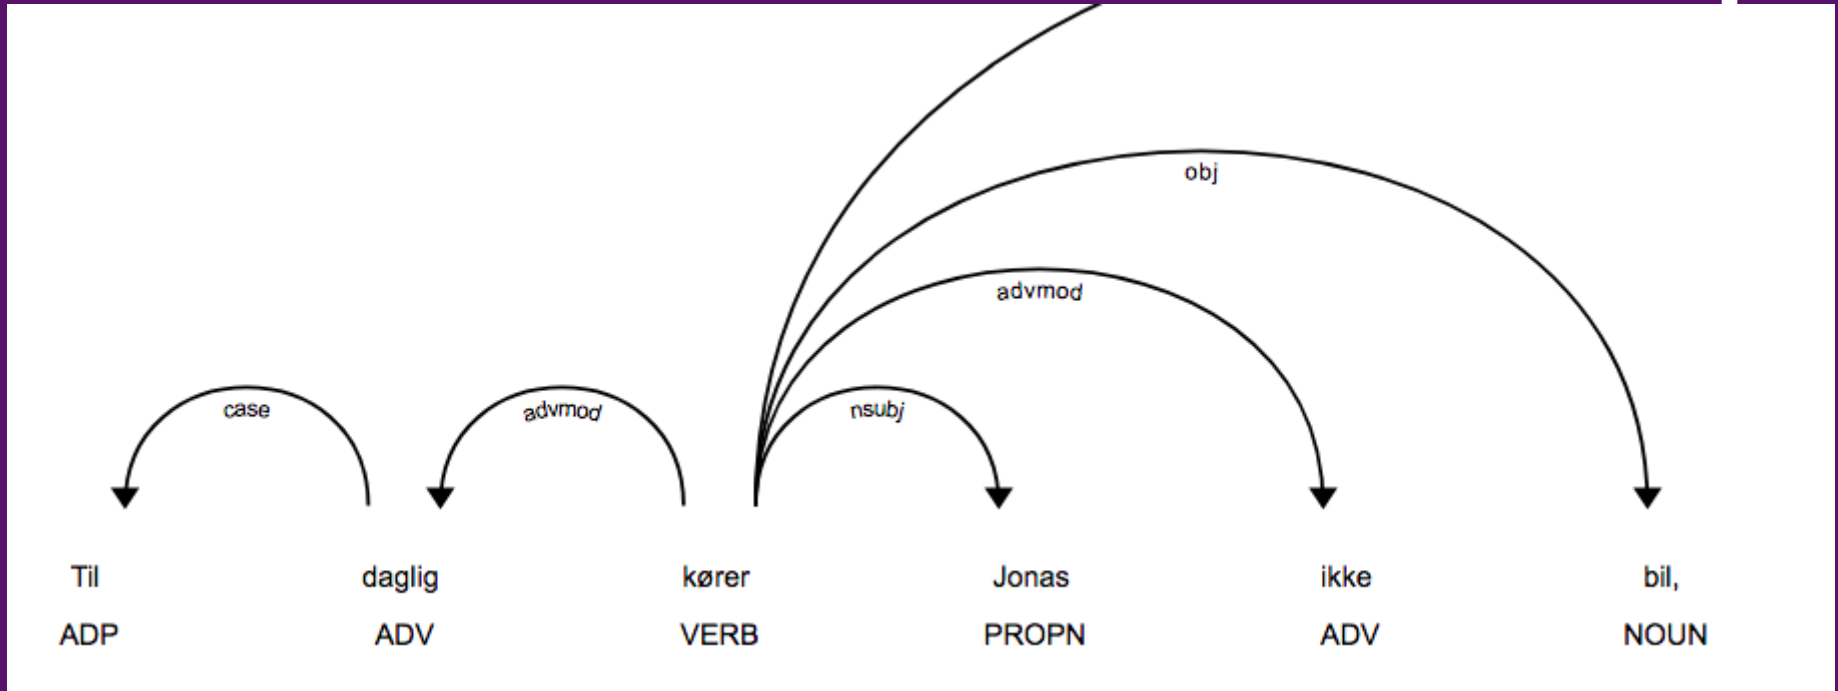 obj
advmod
case advmod nsubj
Til daglig kører Jonas ikke bil,
ADP ADV VERB PROPN ADV NOUN